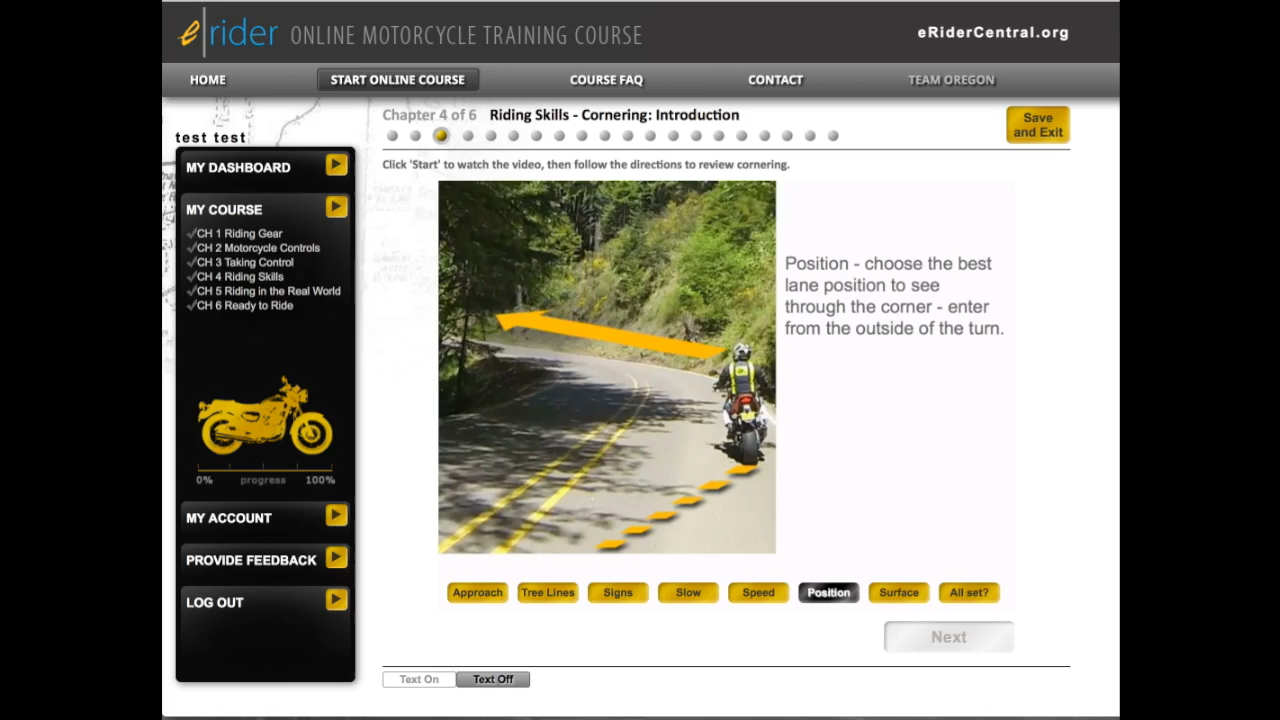 erider ONLINE MOTORCYCLE TRAINING COURSE
eRiderCentral.org
HOME
START ONLINE COURSE
COURSE FAQ
CONTACT
TEAM OREGON
test test
MY DASHBOARD
MY COURSE
CH 1 Riding Gear
CH 2 Motorcycle Controls
CH 3 Taking Control
CH 4 Riding Skills
CH 5 Riding in the Real World
CH 6 Ready to Ride
0% progress 100%
MY ACCOUNT
PROVIDE FEEDBACK
LOG OUT
Chapter 4 of 6 Riding Skills - Cornering: Introduction
Save
and Exit
Click 'Start' to watch the video, then follow the directions to review cornering.
Position - choose the best
lane position to see
through the corner - enter
from the outside of the turn.
Approach
Tree Lines
Signs
Slow
Speed
Position
Surface
All set?
Next
Text On
Text Off